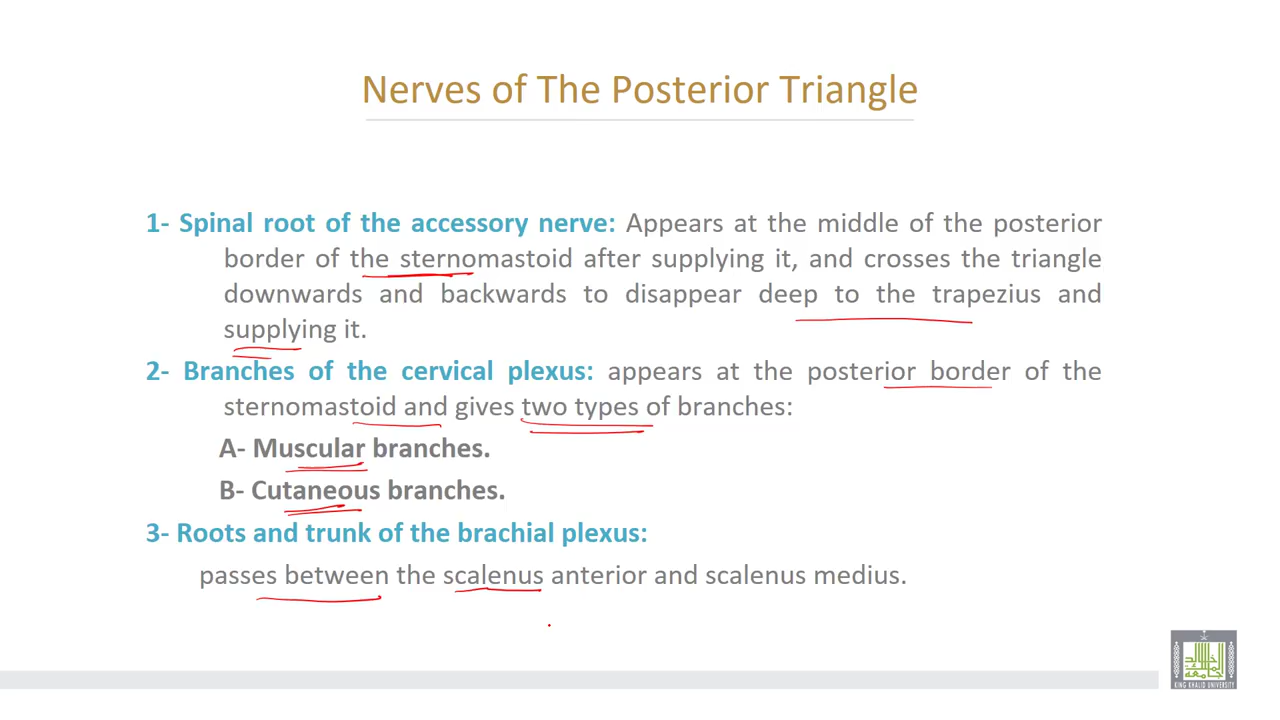 Nerves of The Posterior Triangle
1- Spinal root of the accessory nerve: Appears at the middle of the posterior
border of the sternomastoid after supplying it, and crosses the triangle
downwards and backwards to disappear deep to the trapezius and
supplying it.
2- Branches of the cervical plexus: appears at the posterior border of the
sternomastoid and gives two types of branches:
A- Muscular branches.
B- Cutaneous branches.
3- Roots and trunk of the brachial plexus:
passes between the scalenus anterior and scalenus medius.
KING KHALID UNIVERSITY